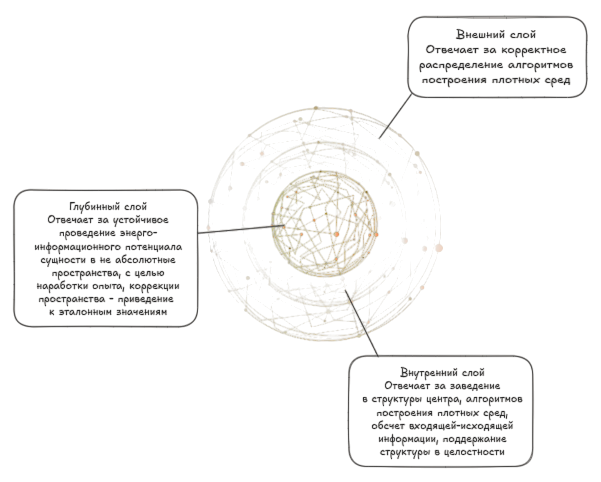 Внешний слой
Отвечает за корректное
распределение алгоритмов
построения плотных сред
Глубинный слой
Отвечает за устойчивое
проведение энерго-
информационного потенциала
сущности в не абсолютные
пространства, с целью
наработки опыта, коррекции
пространства - приведение
к эталонным значениям
Внутренний слой
Отвечает за заведение
в структуры центра, алгоритмов
построения плотных сред,
обсчет входящей-исходящей
информации, поддержание
структуры в целостности